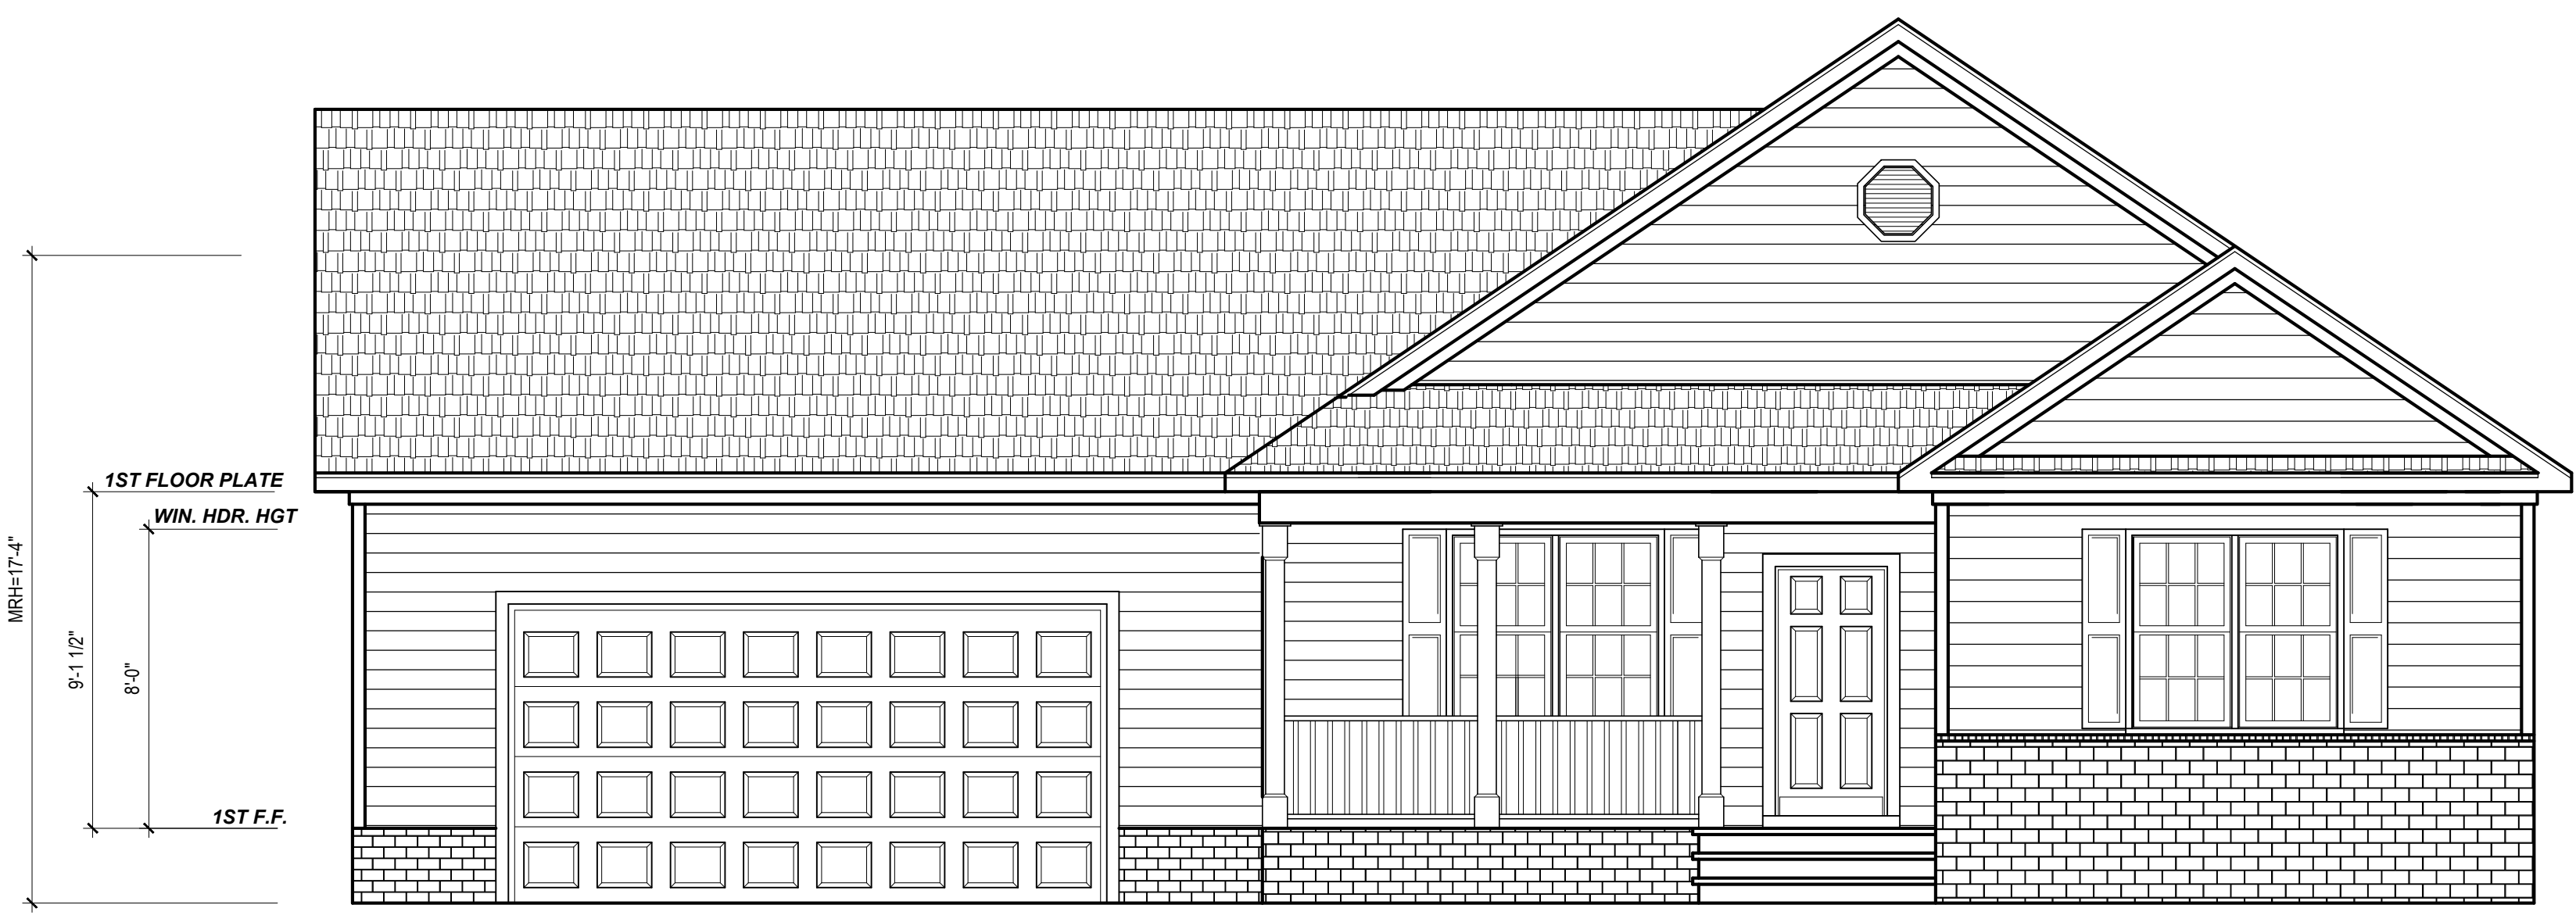 1ST FLOOR PLATE
WIN. HDR. HGT
MRH=17'-4"
9'-1 1/2"
8'-0"
1ST F.F.